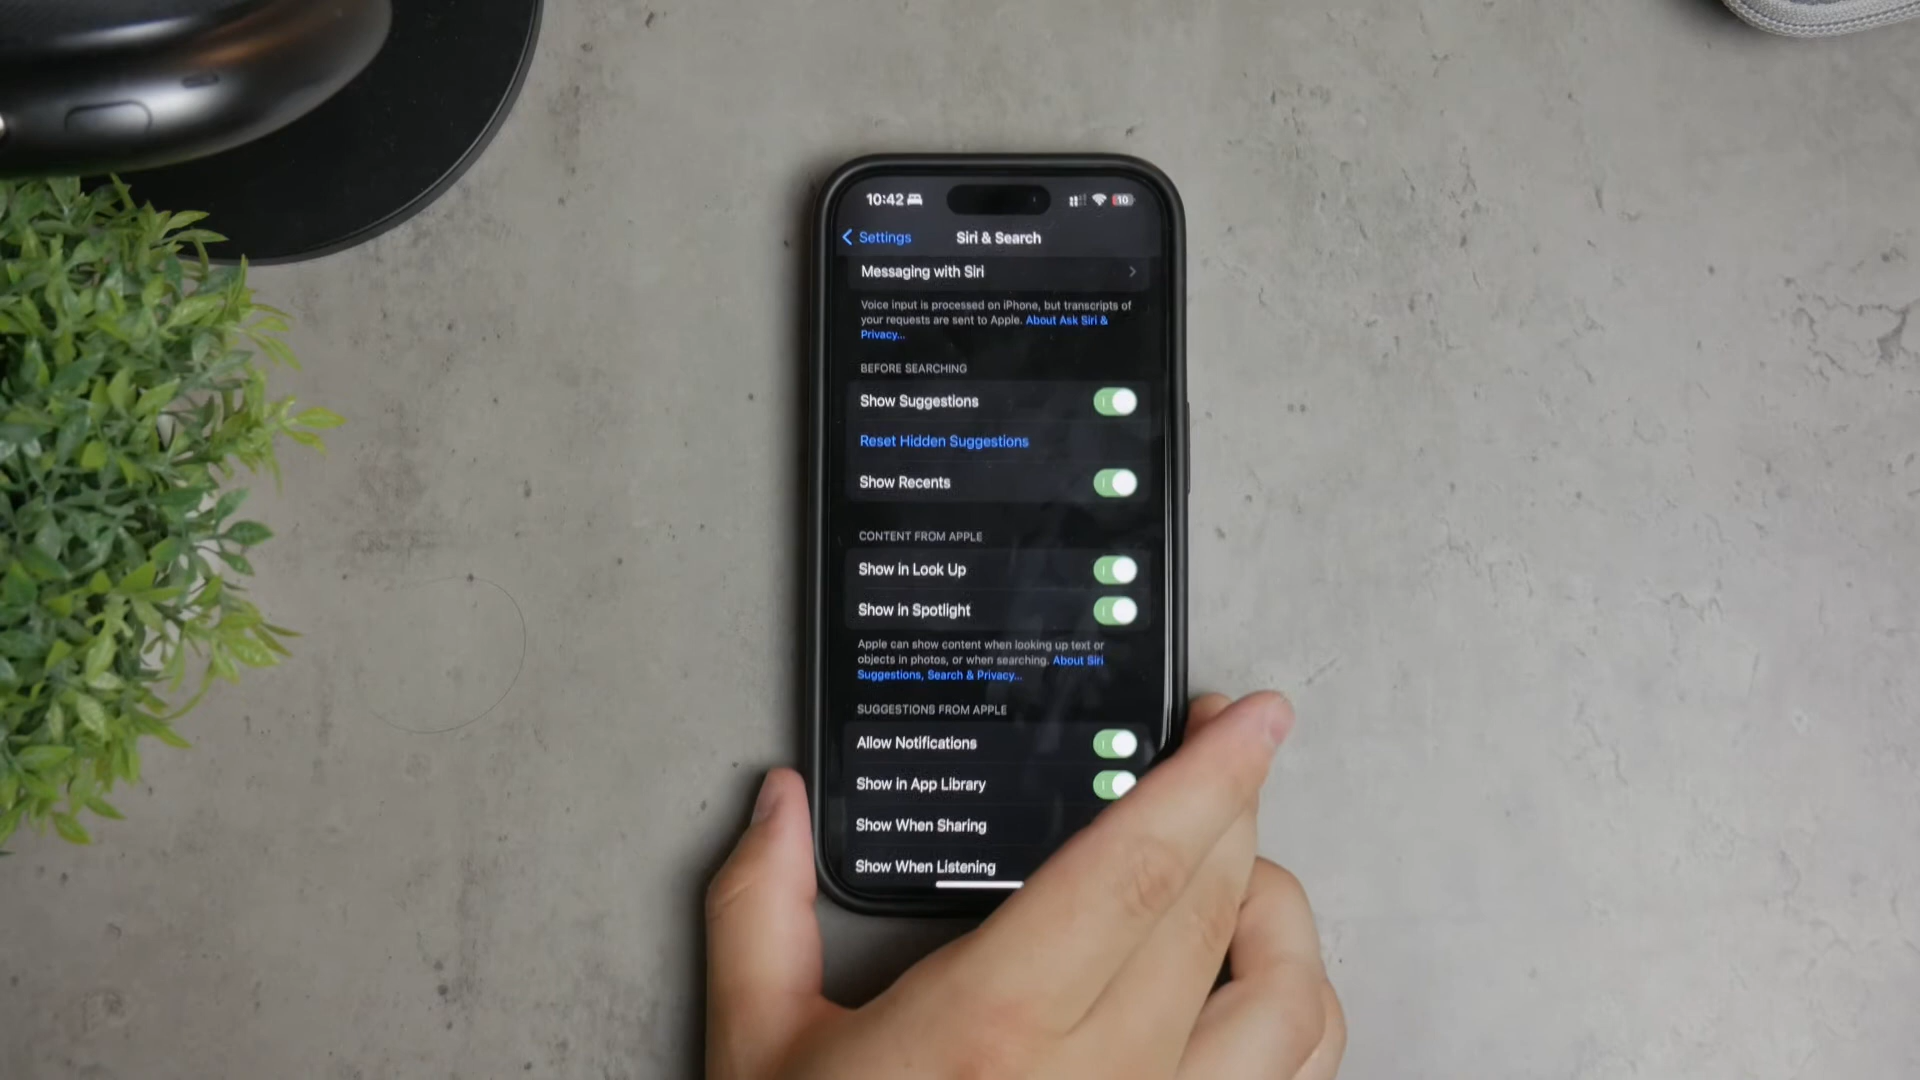 10:42
10
Settings
Siri & Search
Messaging with Siri
Voice input is processed on iPhone, but transcripts of
your requests are sent to Apple. About Ask Siri &
Privacy...
BEFORE SEARCHING
Show Suggestions
Reset Hidden Suggestions
Show Recents
CONTENT FROM APPLE
Show in Look Up
Show in Spotlight
Apple can show content when looking up text or
objects in photos, or when searching. About Siri
Suggestions, Search & Privacy...
SUGGESTIONS FROM APPLE
Allow Notifications
Show in App Library
Show When Sharing
Show When Listening